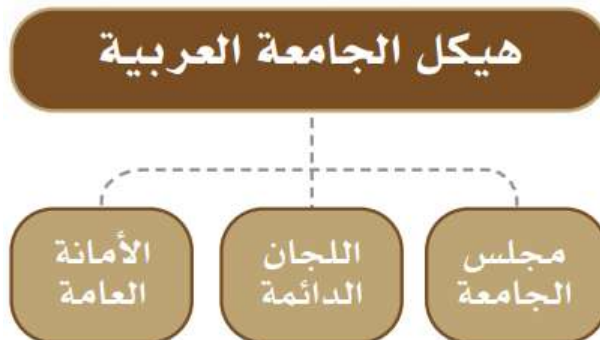 هيكل الجامعة العربية
مجلس
الجامعة
اللجان
الدائمة
الأمانة
العامة